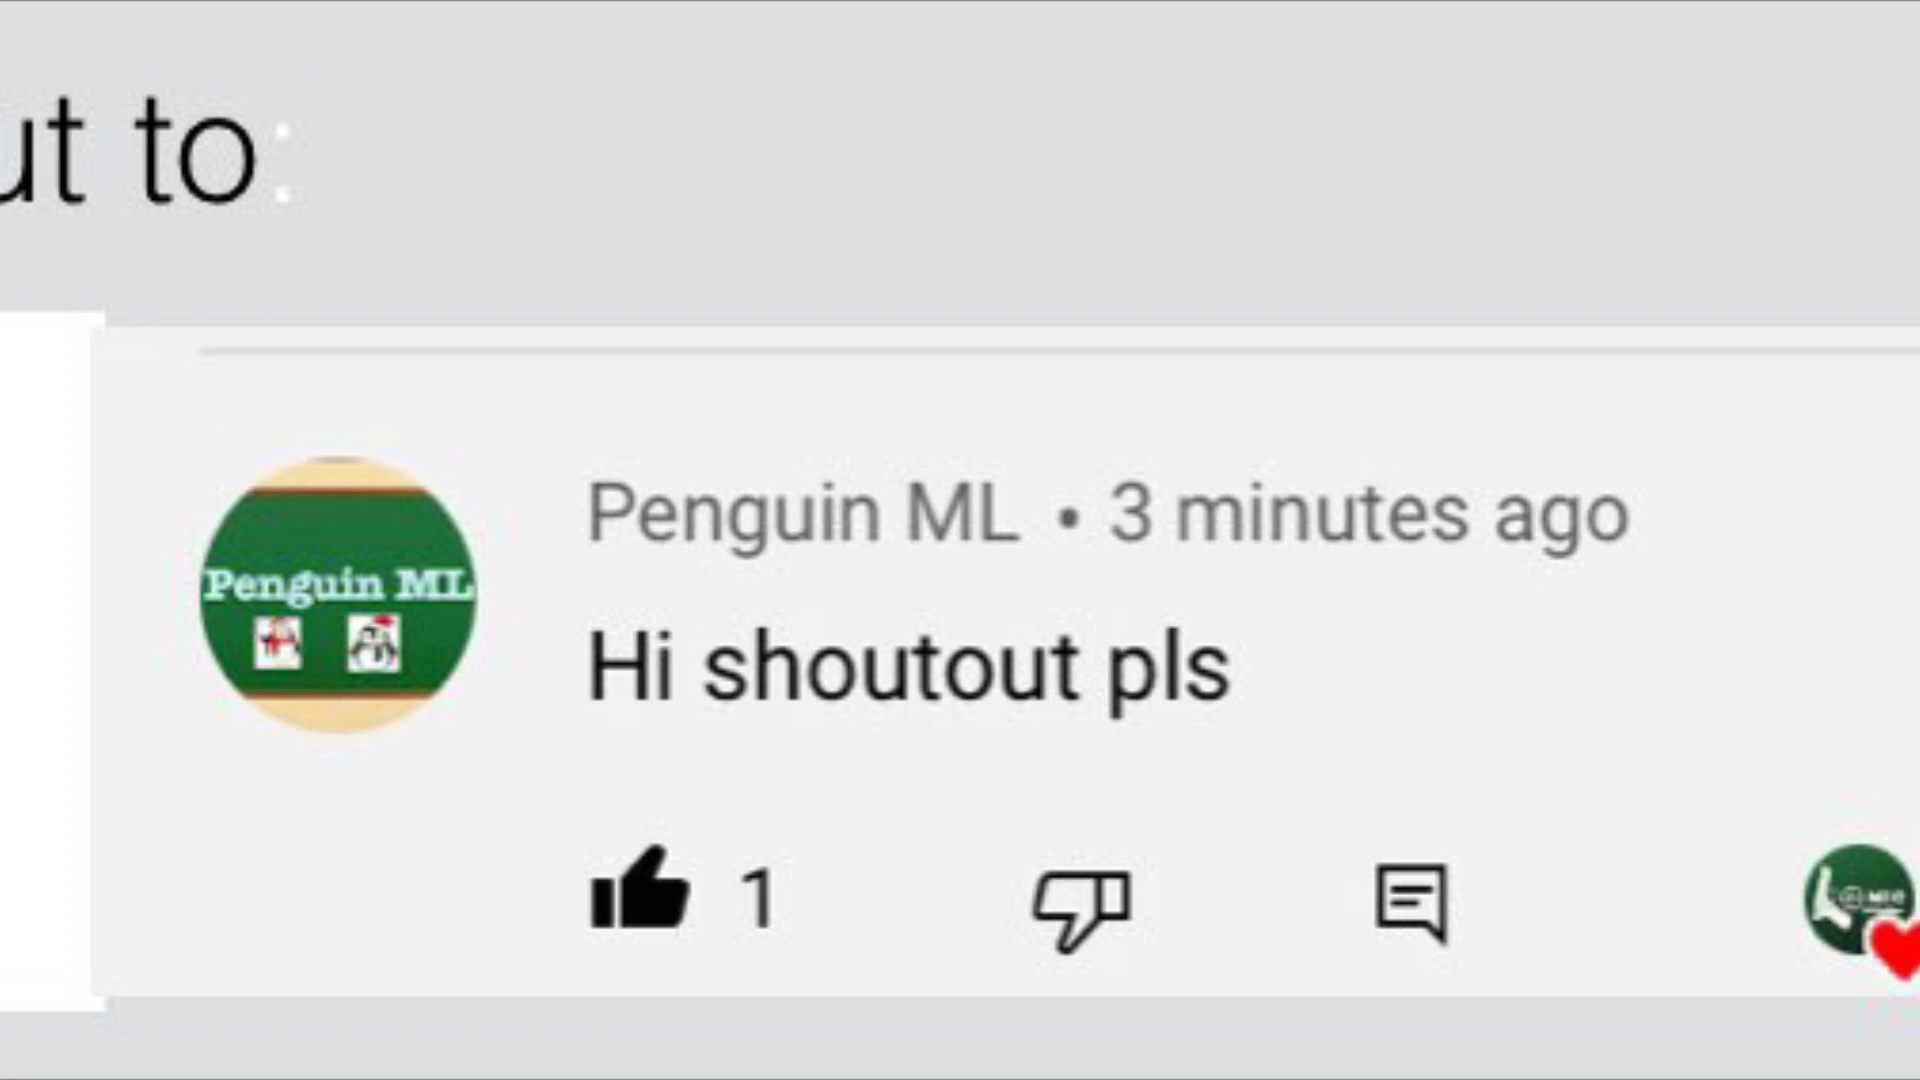 ut to:
Penguin ML • 3 minutes ago
Penguin ML
Hi shoutout pls
1